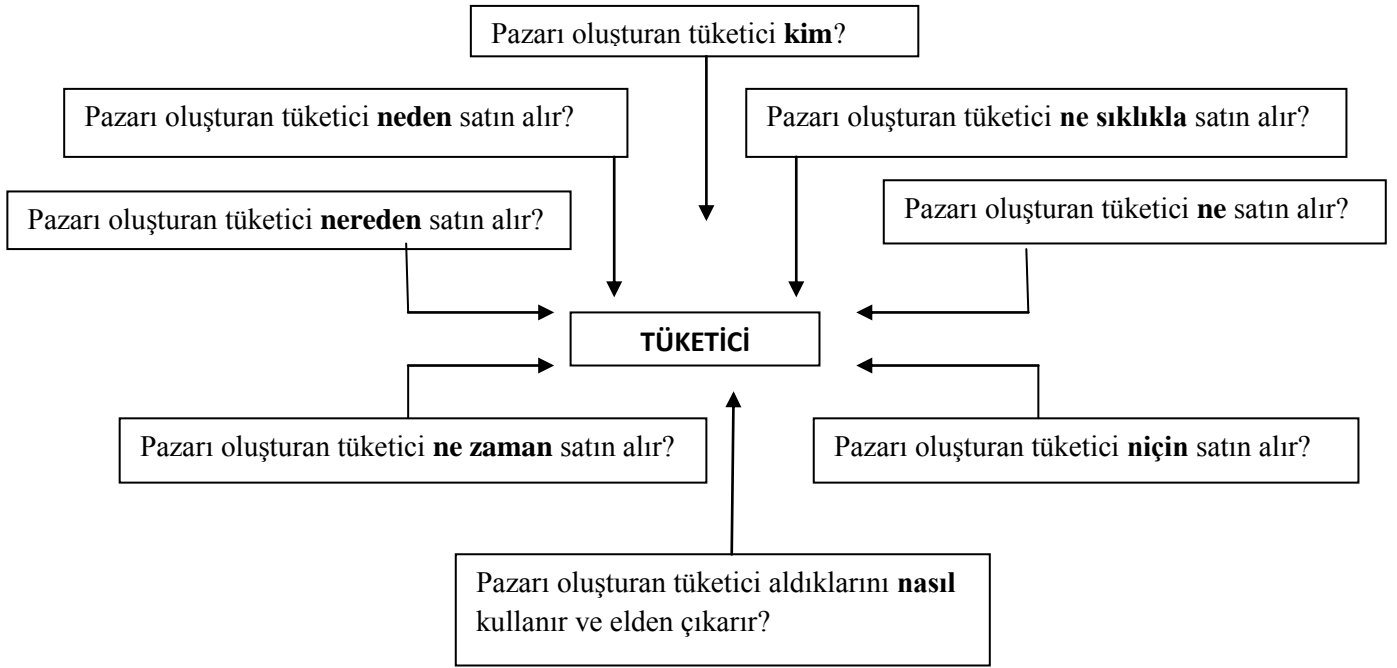 Pazarı oluşturan tüketici kim?
Pazarı oluşturan tüketici neden satın alır?
Pazarı oluşturan tüketici ne sıklıkla satın alır?
Pazarı oluşturan tüketici nereden satın alır?
Pazarı oluşturan tüketici ne satın alır?
TÜKETİCİ
Pazarı oluşturan tüketici ne zaman satın alır?
Pazarı oluşturan tüketici niçin satın alır?
Pazarı oluşturan tüketici aldıklarını nasıl
kullanır ve elden çıkarır?